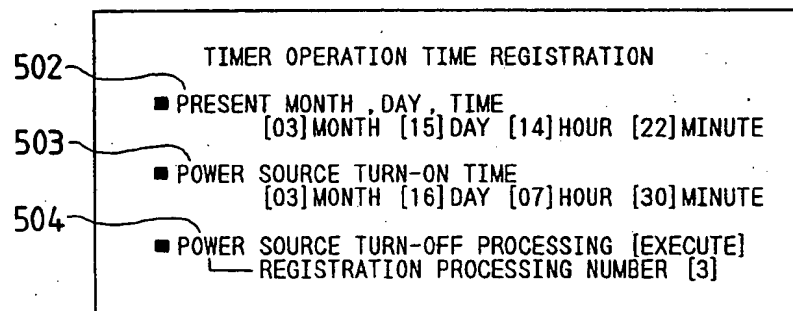 TIMER OPERATION TIME REGISTRATION
502
■ PRESENT MONTH , DAY , TIME
[03] MONTH [15] DAY [14] HOUR [22] MINUTE
503
■ POWER SOURCE TURN-ON TIME
[03] MONTH [16] DAY [07] HOUR [30] MINUTE
504
■ POWER SOURCE TURN-OFF PROCESSING [EXECUTE]
REGISTRATION PROCESSING NUMBER [3]